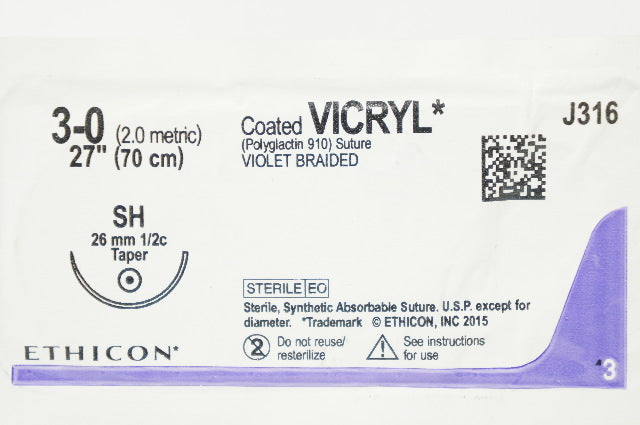 3-0 (2.0 metric)
27" (70 cm)
Coated VICRYL*
(Polyglactin 910) Suture
VIOLET BRAIDED
J316
SH
26 mm 1/2c
Taper
STERILE EO
Sterile, Synthetic Absorbable Suture. U.S.P. except for
diameter. *Trademark © ETHICON, INC 2015
2 Do not reuse/
resterilize
See instructions
for use
ETHICON*
3